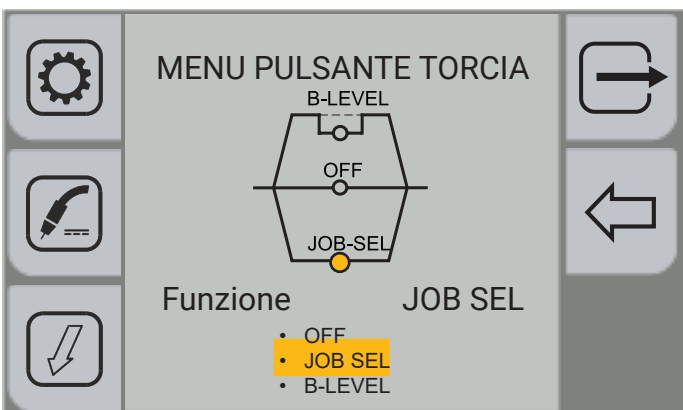 MENU PULSANTE TORCIA
B-LEVEL
OFF
JOB-SEL
Funzione JOB SEL
• OFF
• JOB SEL
• B-LEVEL